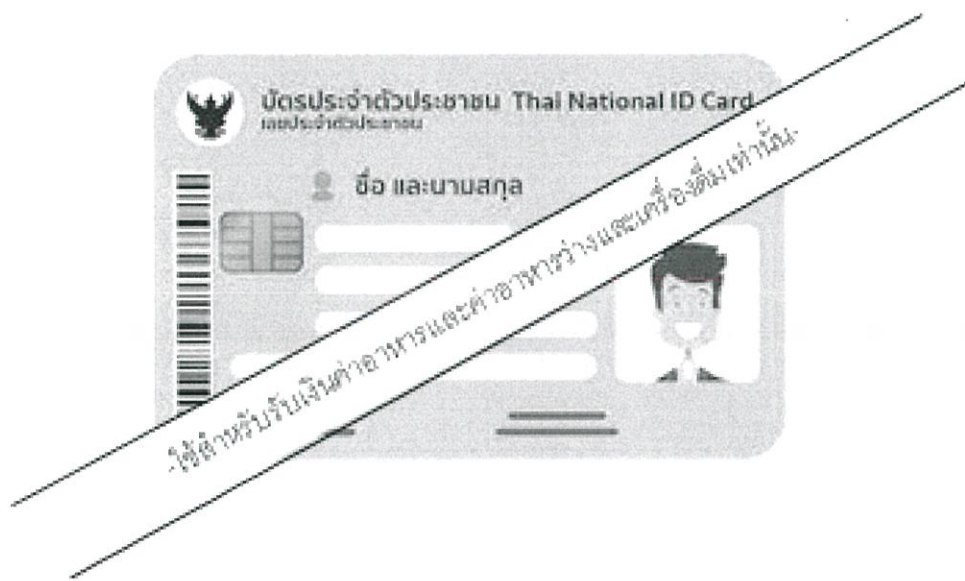 บัตรประจำตัวประชาชน Thai National ID Card
เลขประจำตัวประชาชน
ชื่อ และนามสกุล
-ใช้สำหรับรับเงินค่าอาหารและค่าอาหารว่างและเครื่องดื่มเท่านั้น-